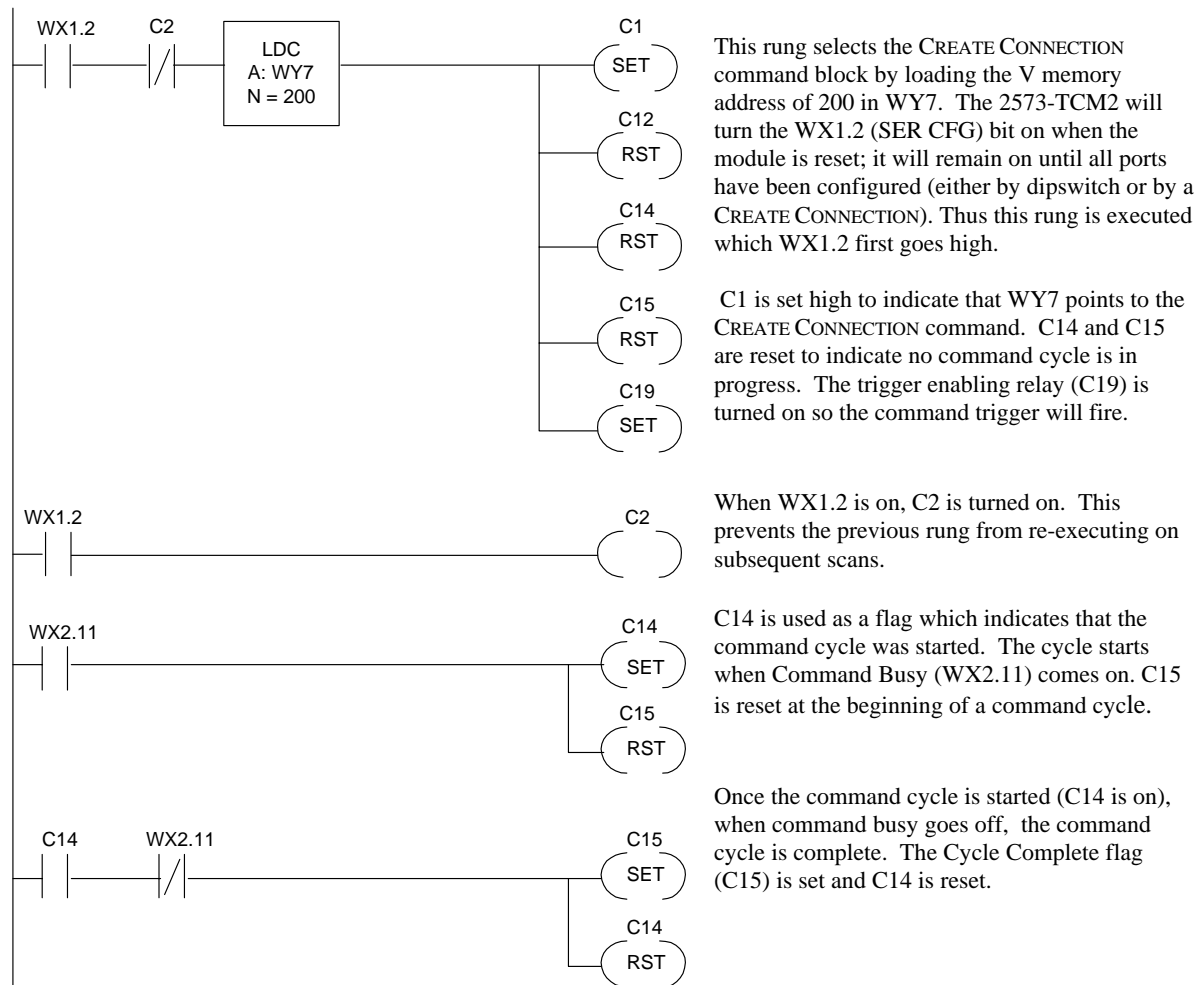 WX1.2 C2 C1
LDC
A: WY7
N = 200
SET
C12
RST
C14
RST
C15
RST
C19
SET
This rung selects the CREATE CONNECTION
command block by loading the V memory
address of 200 in WY7. The 2573-TCM2 will
turn the WX1.2 (SER CFG) bit on when the
module is reset; it will remain on until all ports
have been configured (either by dipswitch or by a
CREATE CONNECTION). Thus this rung is executed
which WX1.2 first goes high.
C1 is set high to indicate that WY7 points to the
CREATE CONNECTION command. C14 and C15
are reset to indicate no command cycle is in
progress. The trigger enabling relay (C19) is
turned on so the command trigger will fire.
WX1.2 C2
When WX1.2 is on, C2 is turned on. This
prevents the previous rung from re-executing on
subsequent scans.
WX2.11 C14
SET
C15
RST
C14 is used as a flag which indicates that the
command cycle was started. The cycle starts
when Command Busy (WX2.11) comes on. C15
is reset at the beginning of a command cycle.
C14 WX2.11 C15
SET
C14
RST
Once the command cycle is started (C14 is on),
when command busy goes off, the command
cycle is complete. The Cycle Complete flag
(C15) is set and C14 is reset.